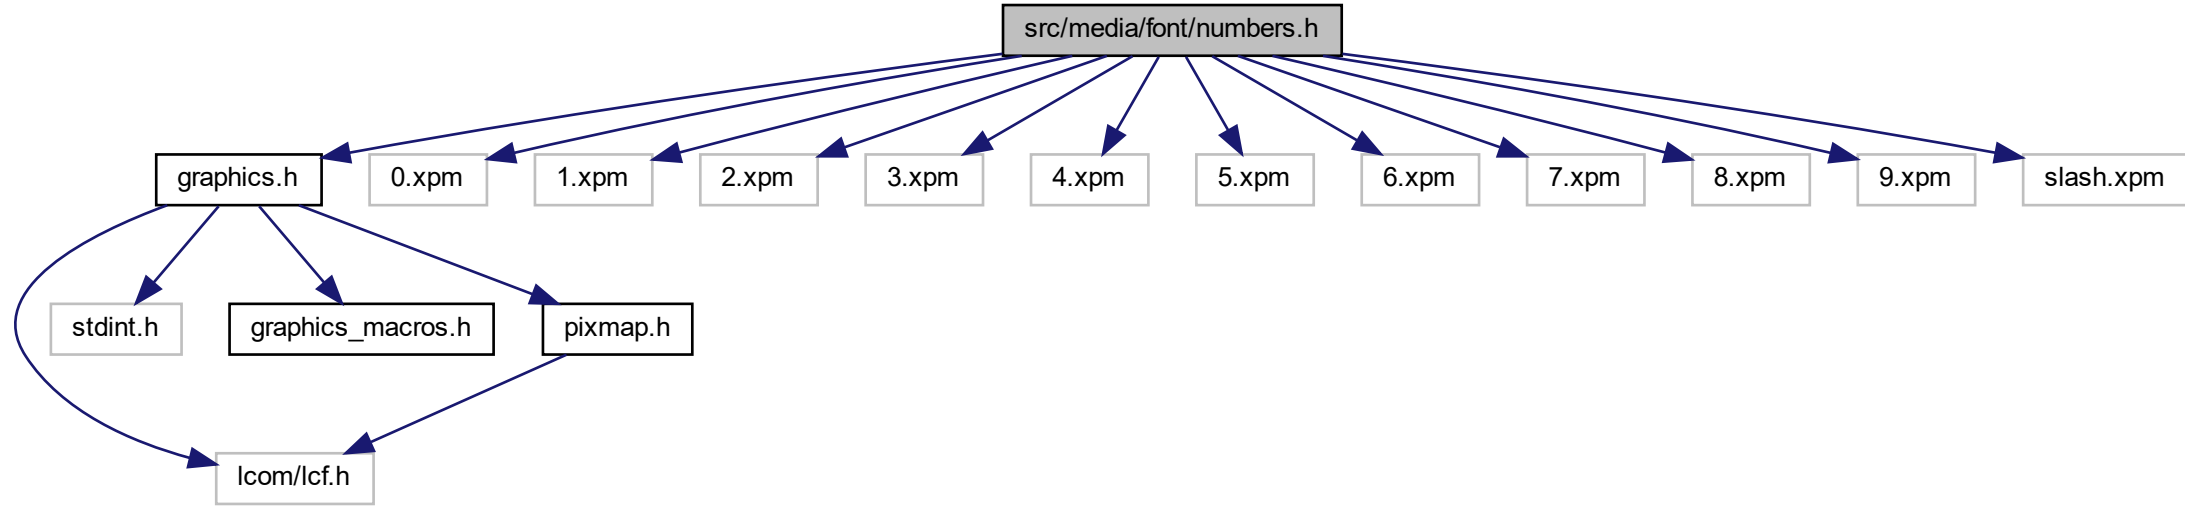 src/media/font/numbers.h
graphics.h
0.xpm
1.xpm
2.xpm
3.xpm
4.xpm
5.xpm
6.xpm
7.xpm
8.xpm
9.xpm
slash.xpm
stdint.h
graphics_macros.h
pixmap.h
lcom/lcf.h